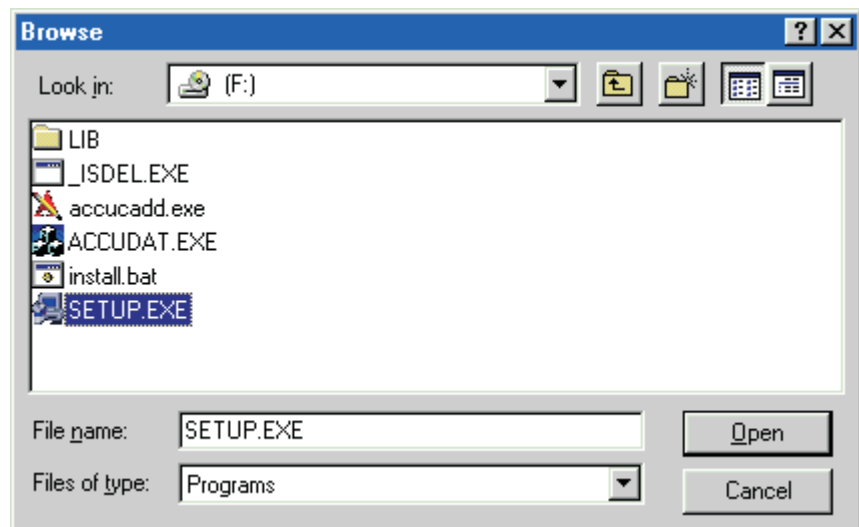 Browse
Look in: (F:)
LIB
_ISDEL.EXE
accucadd.exe
ACCUDAT.EXE
install.bat
SETUP.EXE
File name: SETUP.EXE Open
Files of type: Programs Cancel